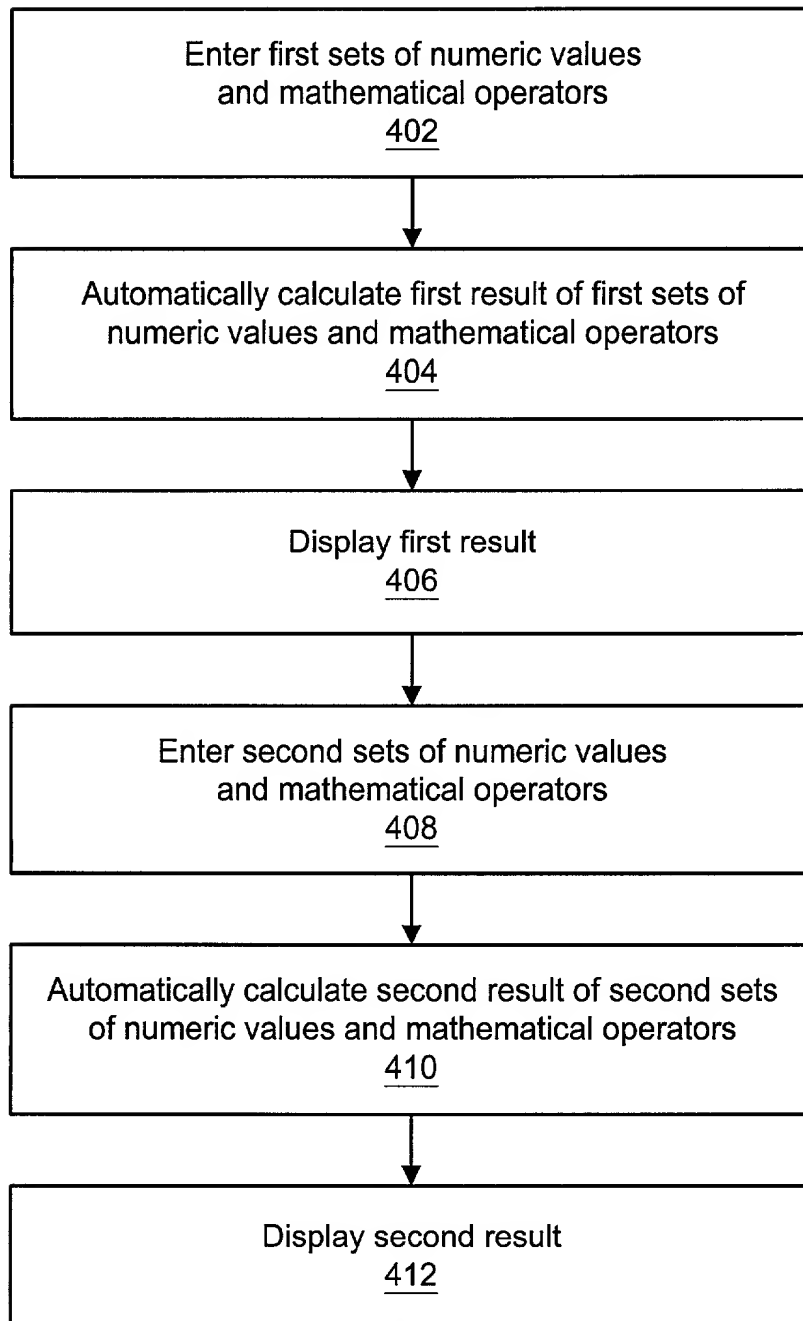 Enter first sets of numeric values
and mathematical operators
402
Automatically calculate first result of first sets of
numeric values and mathematical operators
404
Display first result
406
Enter second sets of numeric values
and mathematical operators
408
Automatically calculate second result of second sets
of numeric values and mathematical operators
410
Display second result
412